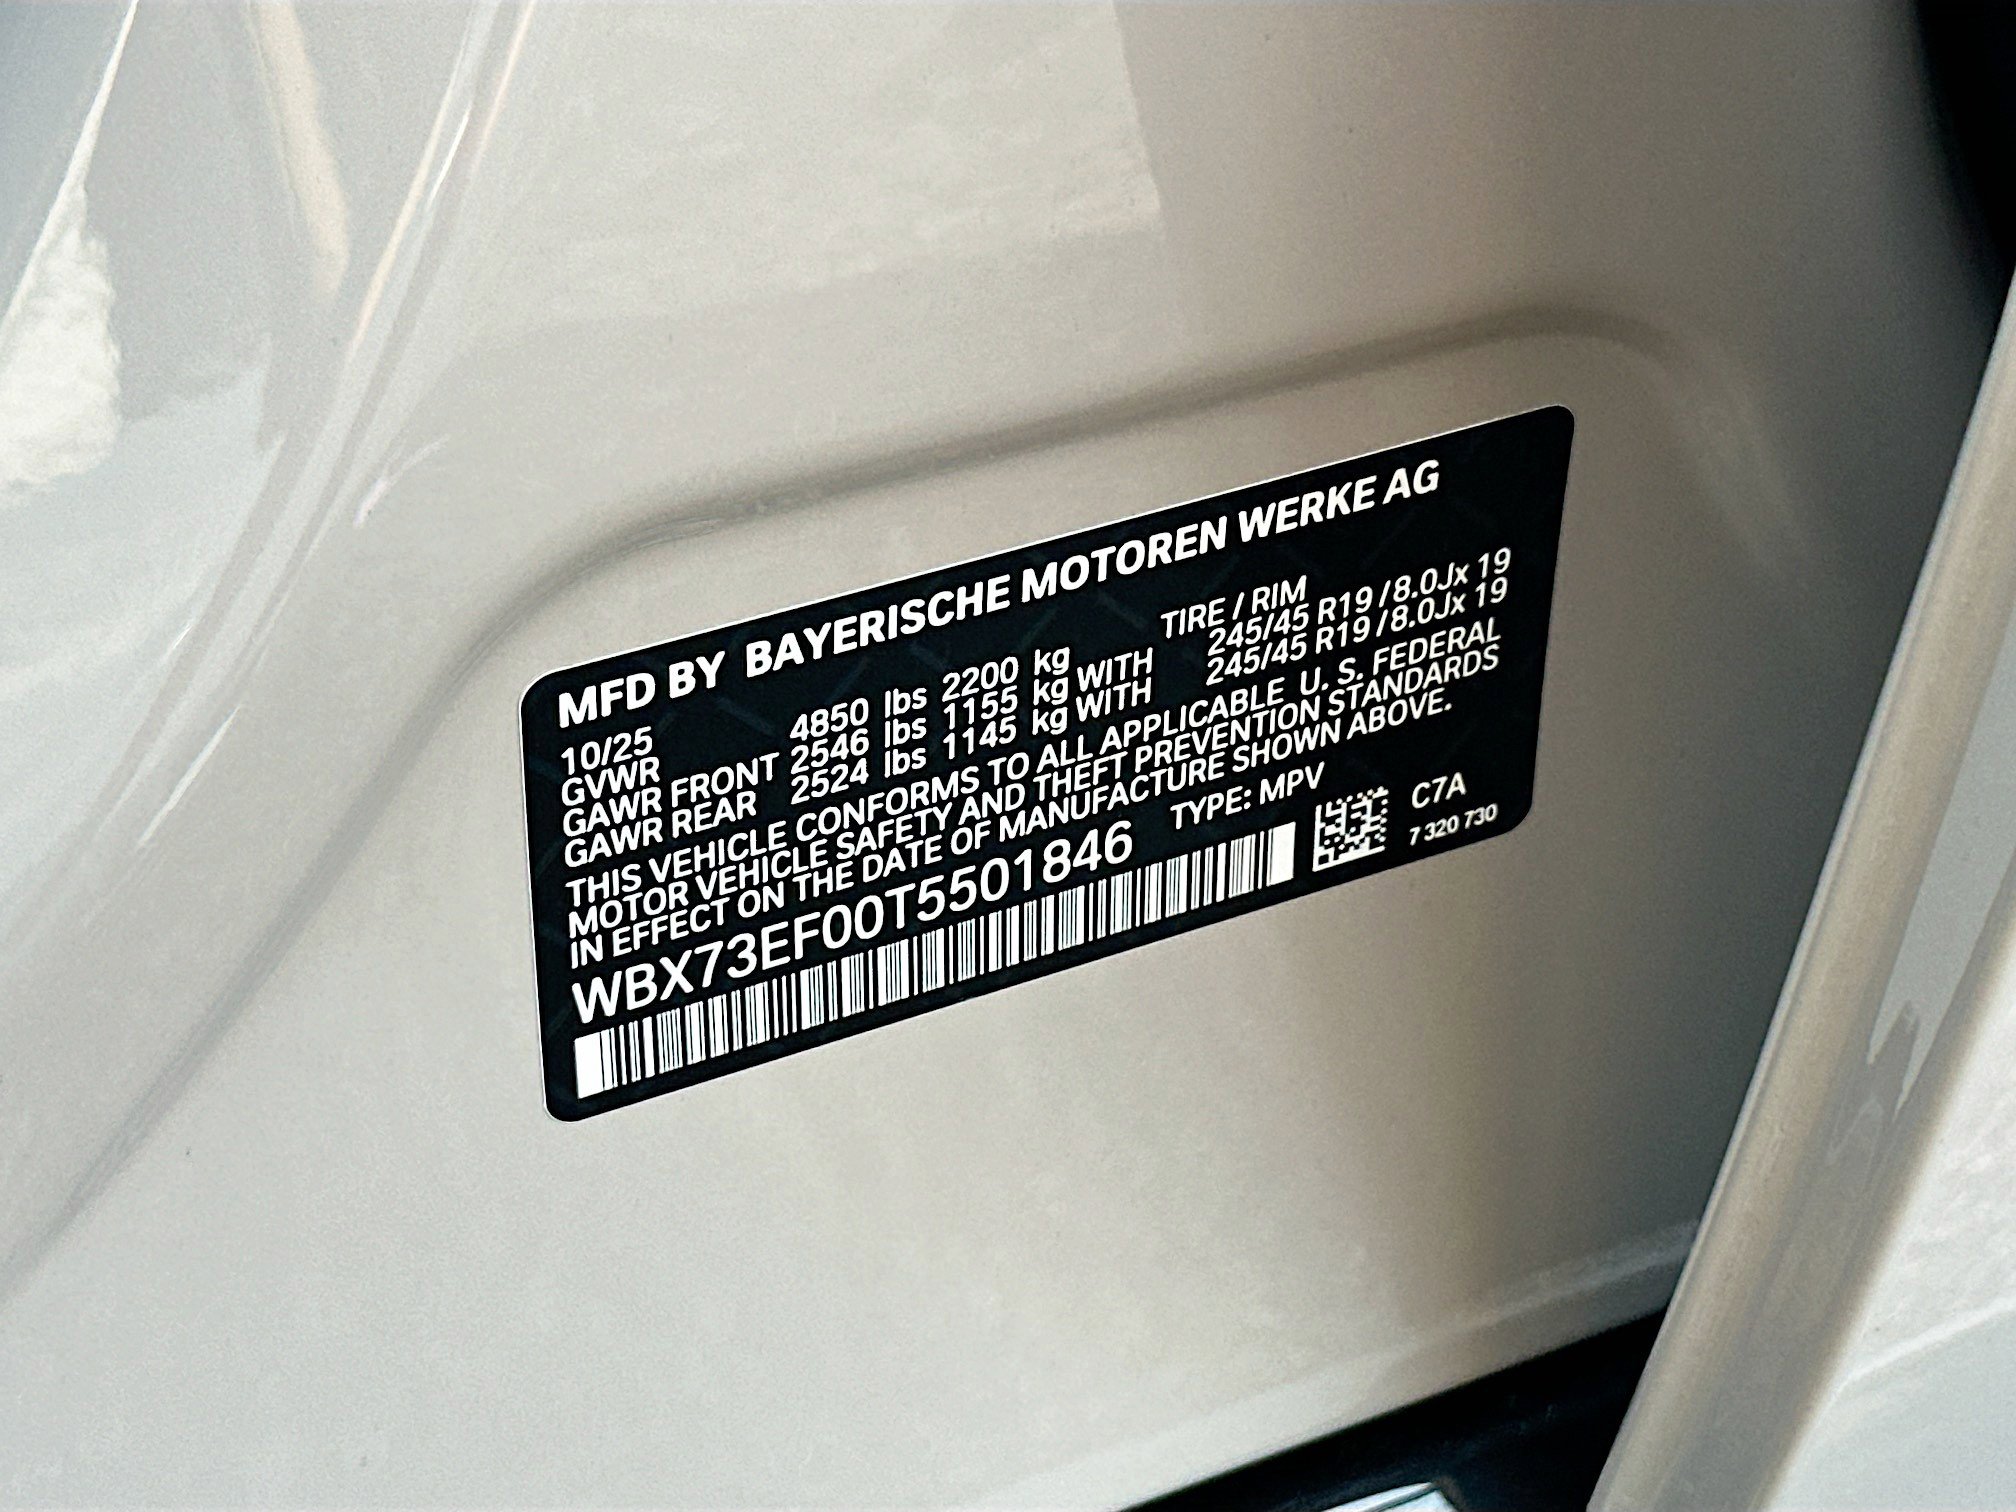 MFD BY BAYERISCHE MOTOREN WERKE AG
10/25 TIRE / RIM
GVWR 4850 lbs 2200 kg
GAWR FRONT 2546 lbs 1155 kg WITH 245/45 R19 / 8.0Jx 19
GAWR REAR 2524 lbs 1145 kg WITH 245/45 R19 / 8.0Jx 19
THIS VEHICLE CONFORMS TO ALL APPLICABLE U. S. FEDERAL
MOTOR VEHICLE SAFETY AND THEFT PREVENTION STANDARDS
IN EFFECT ON THE DATE OF MANUFACTURE SHOWN ABOVE.
WBX73EF00T5501846 TYPE: MPV
C7A
7 320 730